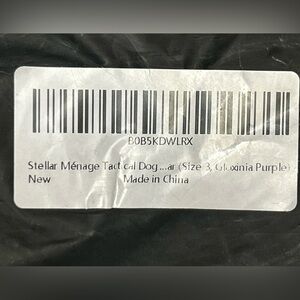 B0B5KDWLRX
Stellar Ménage Tactical Dog...ar (Size 3, Gloxinia Purple)
New Made in China